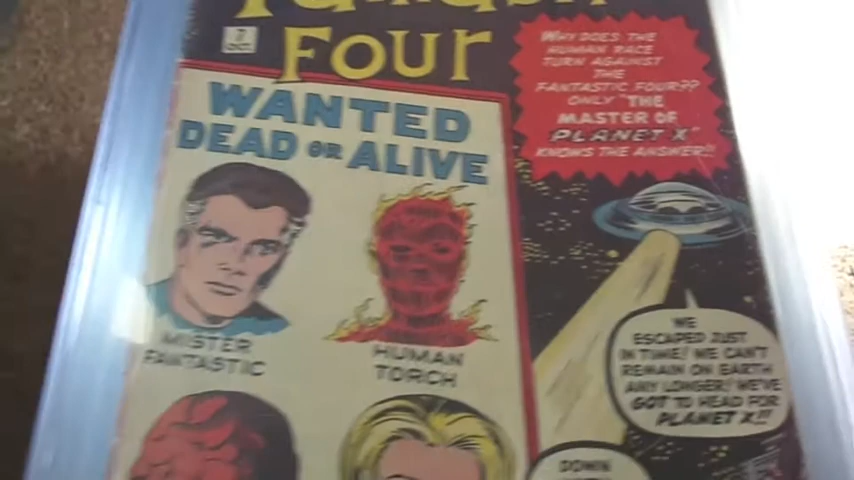 Fantastic
7
OCT.
Four
WHY DOES THE
HUMAN RACE
TURN AGAINST
THE
FANTASTIC FOUR??
ONLY "THE
MASTER OF
PLANET X"
KNOWS THE ANSWER!!
WANTED
DEAD OR ALIVE
MISTER
FANTASTIC
HUMAN
TORCH
WE
ESCAPED JUST
IN TIME! WE CAN'T
REMAIN ON EARTH
ANY LONGER! WE'VE
GOT TO HEAD FOR
PLANET X!!
DOWN